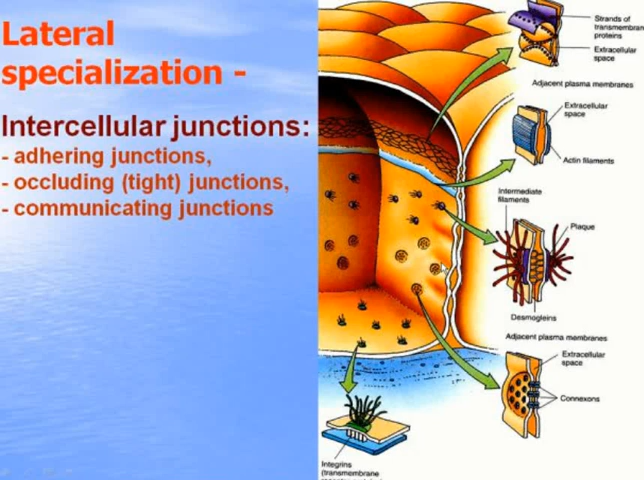 Lateral
specialization -
Intercellular junctions:
- adhering junctions,
- occluding (tight) junctions,
- communicating junctions
Strands of
transmembran
proteins
Extracellular
space
Adjacent plasma membranes
Extracellular
space
Actin filaments
Intermediate
filaments
Plaque
Desmogleins
Adjacent plasma membranes
Extracellular
space
Connexons
Integrins
(transmembrane